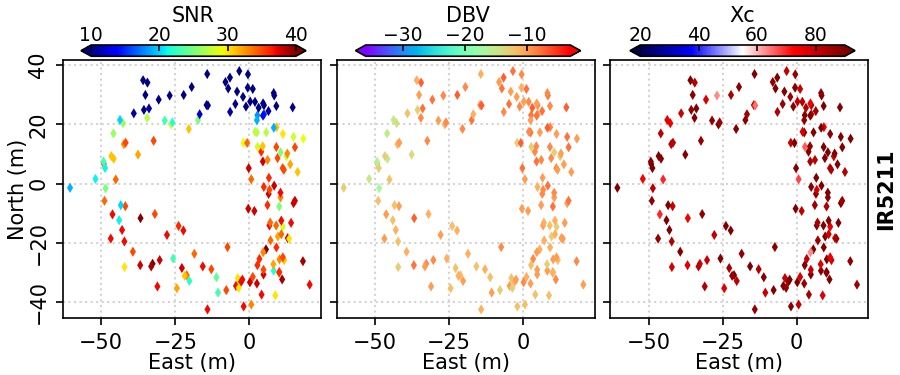 SNR DBV Xc
10 20 30 40 −30 −20 −10 20 40 60 80
40
20
0
−20
−40
North (m)
IR5211
−50 −25 0 −50 −25 0 −50 −25 0
East (m) East (m) East (m)